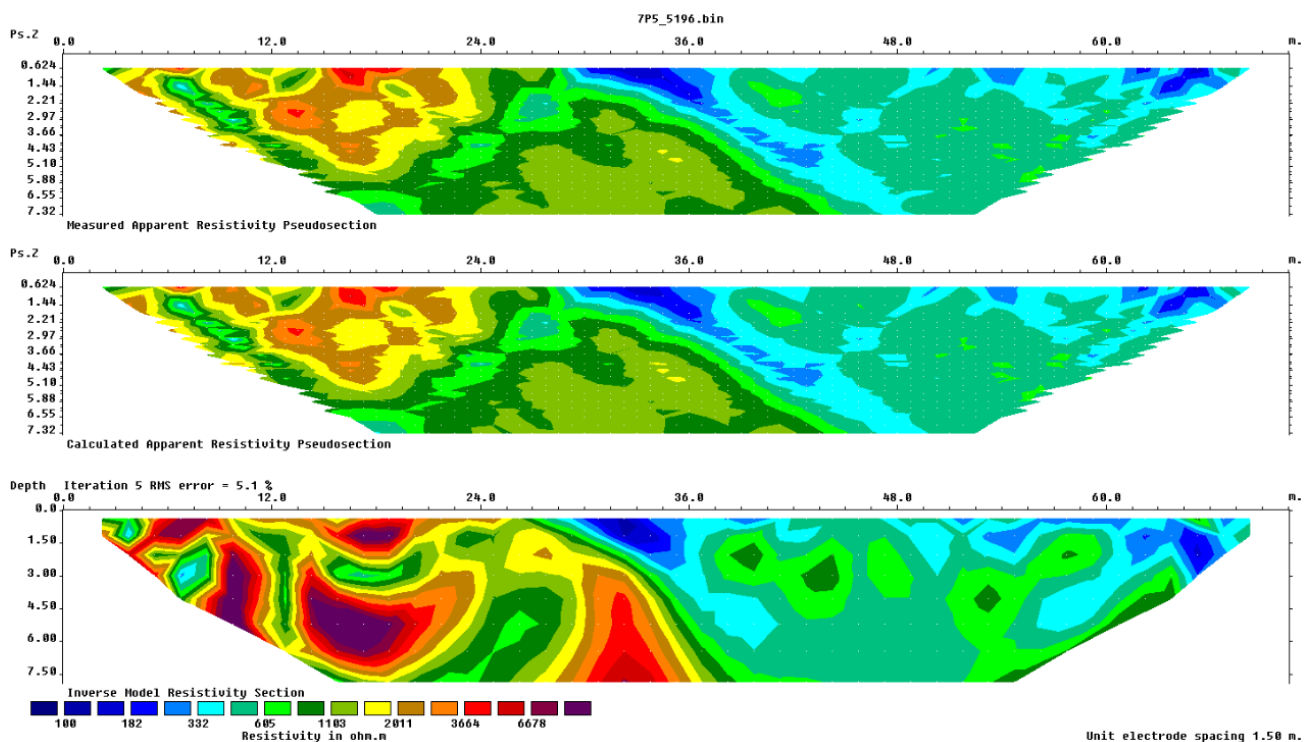 7P5_5196.bin
Ps.Z 0.0 12.0 24.0 36.0 48.0 60.0 m.
0.624
1.44
2.21
2.97
3.66
4.43
5.10
5.88
6.55
7.32
Measured Apparent Resistivity Pseudosection
Ps.Z 0.0 12.0 24.0 36.0 48.0 60.0 m.
0.624
1.44
2.21
2.97
3.66
4.43
5.10
5.88
6.55
7.32
Calculated Apparent Resistivity Pseudosection
Depth Iteration 5 RMS error = 5.1 %
0.0 12.0 24.0 36.0 48.0 60.0 m.
0.0
1.50
3.00
4.50
6.00
7.50
Inverse Model Resistivity Section
100 182 332 605 1103 2011 3664 6678
Resistivity in ohm.m
Unit electrode spacing 1.50 m.